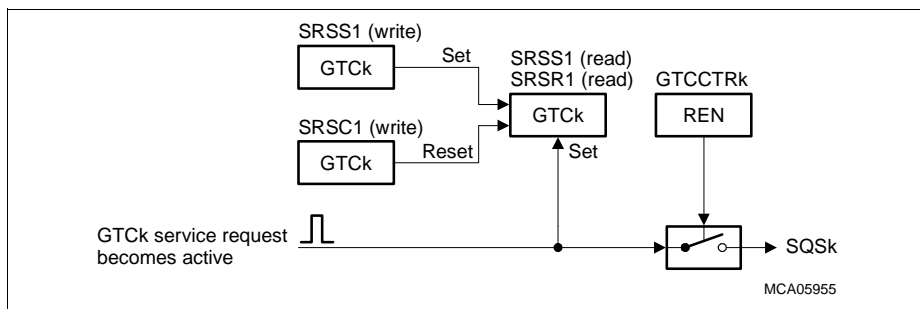 SRSS1 (write)
GTCk
Set
SRSS1 (read)
SRSR1 (read)
GTCk
GTCCTRk
REN
SRSC1 (write)
GTCk
Reset
Set
GTCk service request
becomes active
SQSk
MCA05955